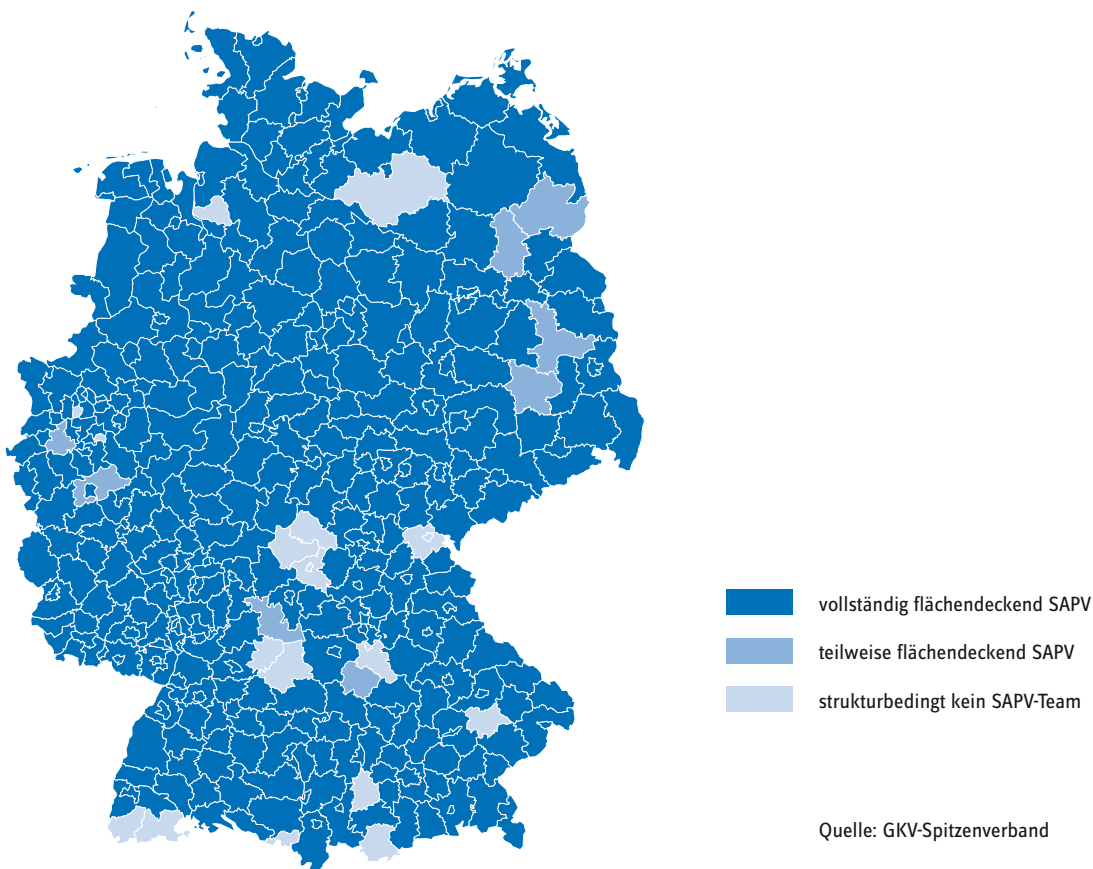 vollständig flächendeckend SAPV
teilweise flächendeckend SAPV
strukturbedingt kein SAPV-Team
Quelle: GKV-Spitzenverband